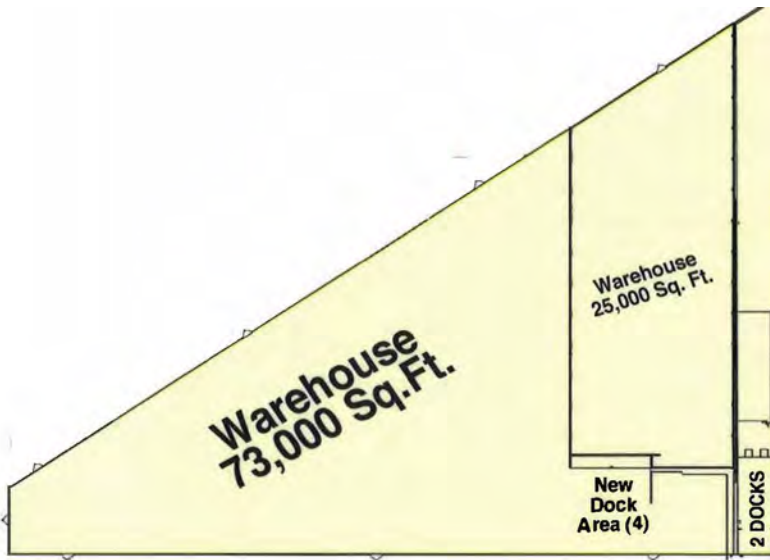 Warehouse
25,000 Sq. Ft.
Warehouse
73,000 Sq.Ft.
New
Dock
Area (4)
2 DOCKS